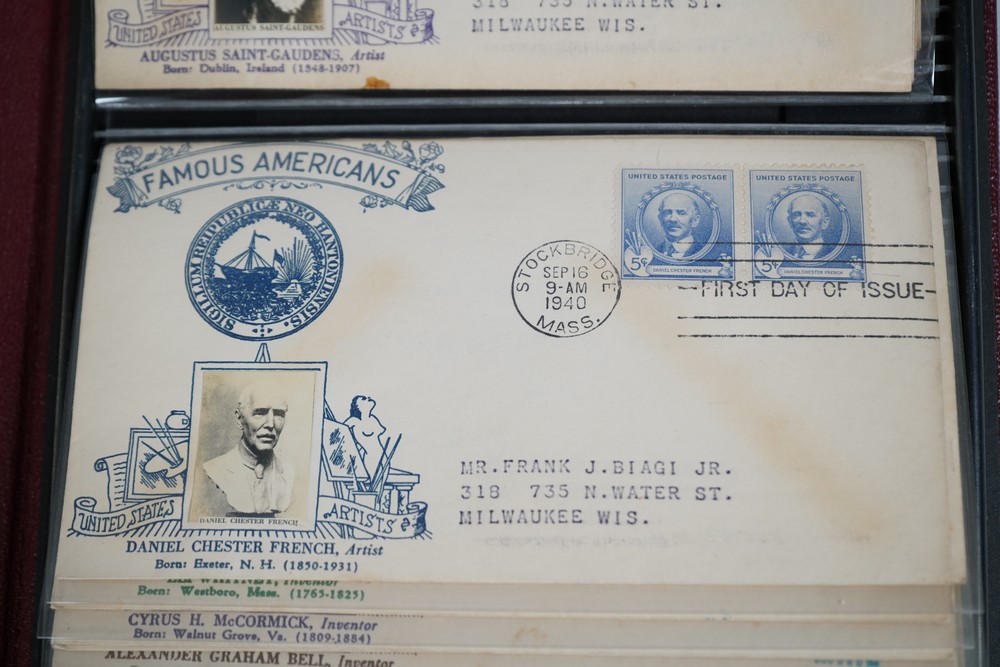 UNITED STATES
AUGUSTUS SAINT-GAUDENS
ARTISTS
AUGUSTUS SAINT-GAUDENS, Artist
Born: Dublin, Ireland (1848-1907)
318 735 N.WATER ST.
MILWAUKEE WIS.
FAMOUS AMERICANS
SIGILLUM REIPUBLICÆ NEO HANTONIENSIS
UNITED STATES POSTAGE
5¢
DANIEL CHESTER FRENCH
UNITED STATES POSTAGE
5¢
DANIEL CHESTER FRENCH
STOCKBRIDGE
SEP 16
9-AM
1940
MASS.
FIRST DAY OF ISSUE
DANIEL CHESTER FRENCH
UNITED STATES
ARTISTS
DANIEL CHESTER FRENCH, Artist
Born: Exeter, N. H. (1850-1931)
MR.FRANK J.BIAGI JR.
318 735 N.WATER ST.
MILWAUKEE WIS.
ELI WHITNEY, Inventor
Born: Westboro, Mass. (1765-1825)
CYRUS H. McCORMICK, Inventor
Born: Walnut Grove, Va. (1809-1884)
ALEXANDER GRAHAM BELL, Inventor